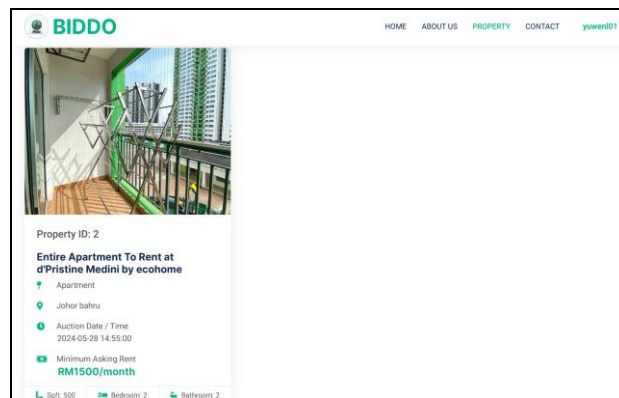 BIDDO
HOME ABOUT US PROPERTY CONTACT yuwenl01
Property ID: 2
Entire Apartment To Rent at
d'Pristine Medini by ecohome
Apartment
Johor bahru
Auction Date / Time
2024-05-28 14:55:00
Minimum Asking Rent
RM1500/month
Sqft: 500 Bedroom: 2 Bathroom: 2